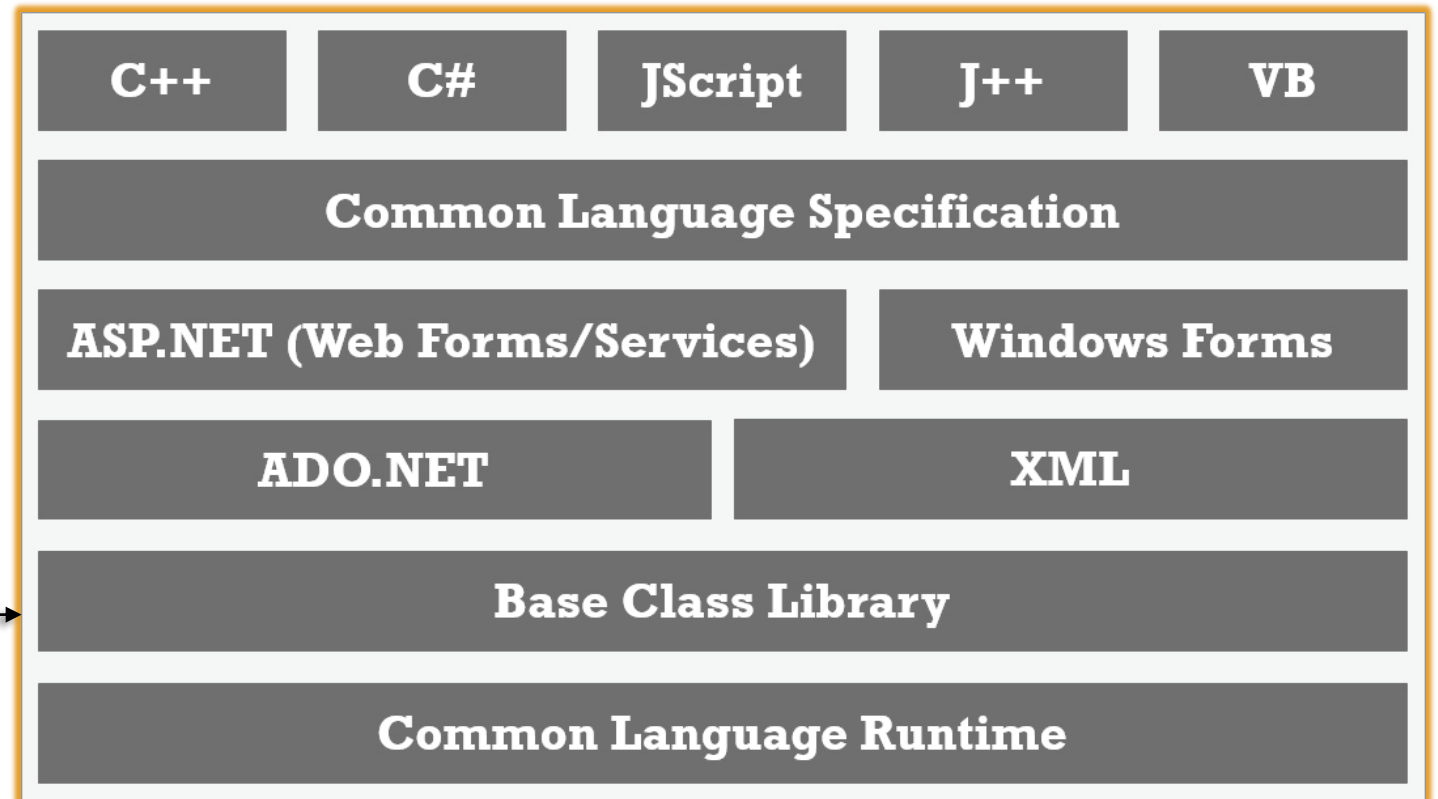 C++
C#
JScript
J++
VB
Common Language Specification
ASP.NET (Web Forms/Services)
Windows Forms
ADO.NET
XML
Base Class Library
Common Language Runtime